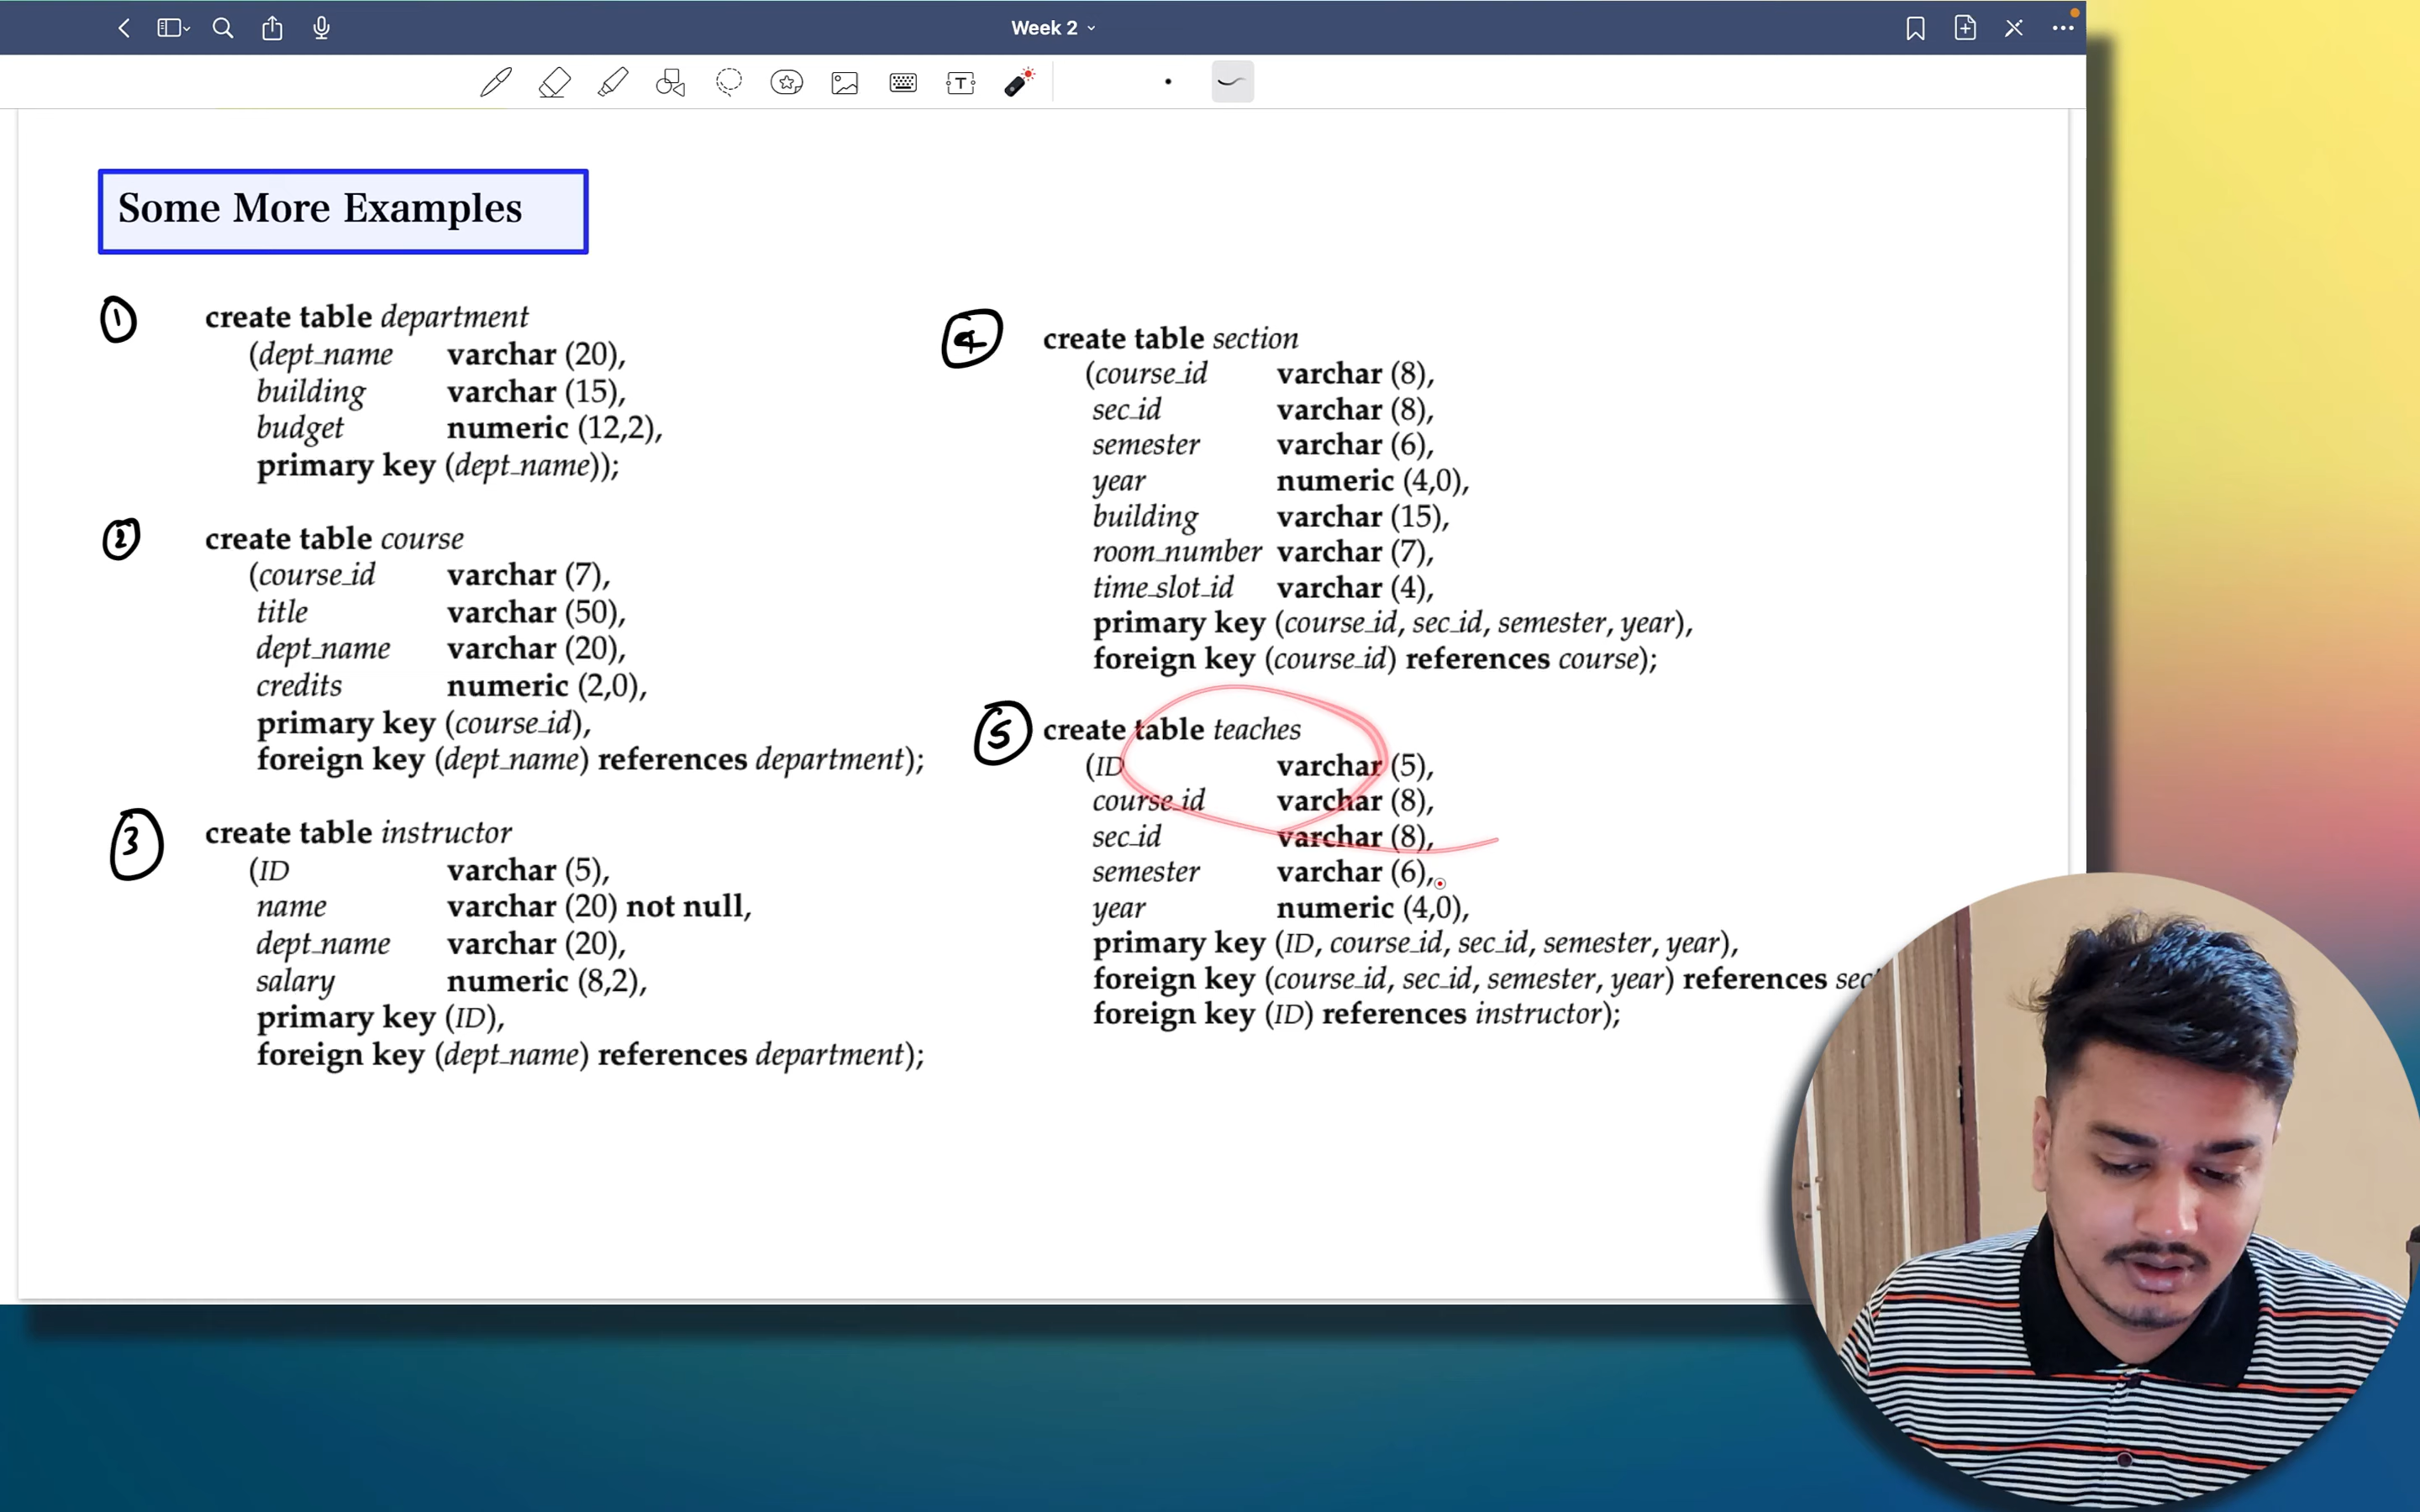 Week 2
T
Some More Examples
1
create table department
(dept_name varchar (20),
building varchar (15),
budget numeric (12,2),
primary key (dept_name));
2
create table course
(course_id varchar (7),
title varchar (50),
dept_name varchar (20),
credits numeric (2,0),
primary key (course_id),
foreign key (dept_name) references department);
3
create table instructor
(ID varchar (5),
name varchar (20) not null,
dept_name varchar (20),
salary numeric (8,2),
primary key (ID),
foreign key (dept_name) references department);
4
create table section
(course_id varchar (8),
sec_id varchar (8),
semester varchar (6),
year numeric (4,0),
building varchar (15),
room_number varchar (7),
time_slot_id varchar (4),
primary key (course_id, sec_id, semester, year),
foreign key (course_id) references course);
5
create table teaches
(ID varchar (5),
course_id varchar (8),
sec_id varchar (8),
semester varchar (6),
year numeric (4,0),
primary key (ID, course_id, sec_id, semester, year),
foreign key (course_id, sec_id, semester, year) references
foreign key (ID) references instructor);